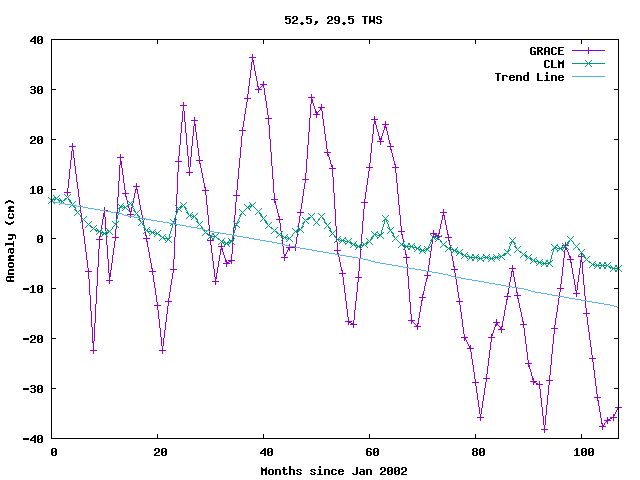 52.5, 29.5 TWS
GRACE
CLM
Trend Line
40
30
20
10
0
-10
-20
-30
-40
Anomaly (cm)
0 20 40 60 80 100
Months since Jan 2002